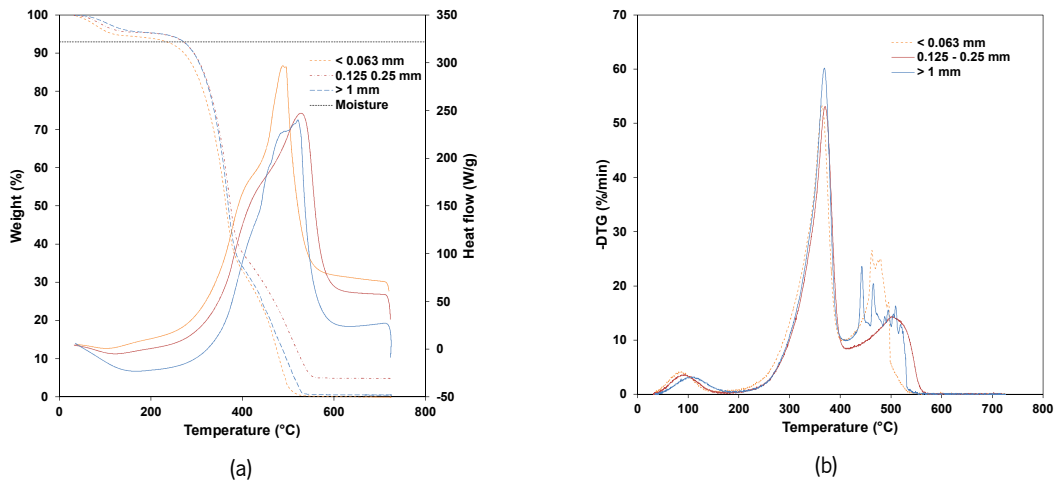 100
90
80
70
60
50
40
30
20
10
0
Weight (%)
350
300
250
200
150
100
50
0
-50
Heat flow (W/g)
< 0.063 mm
0.125 0.25 mm
> 1 mm
Moisture
0 200 400 600 800
Temperature (°C)
(a)
70
60
50
40
30
20
10
0
-DTG (%/min)
< 0.063 mm
0.125 - 0.25 mm
> 1 mm
0 100 200 300 400 500 600 700 800
Temperature (°C)
(b)